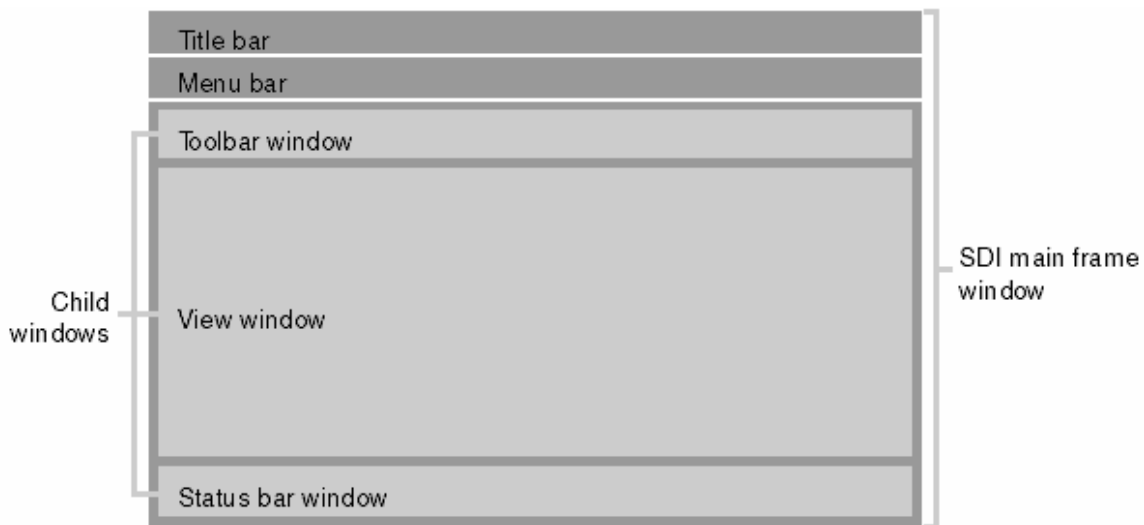 Title bar
Menu bar
Toolbar window
SDI main frame
window
Child
windows
View window
Status bar window